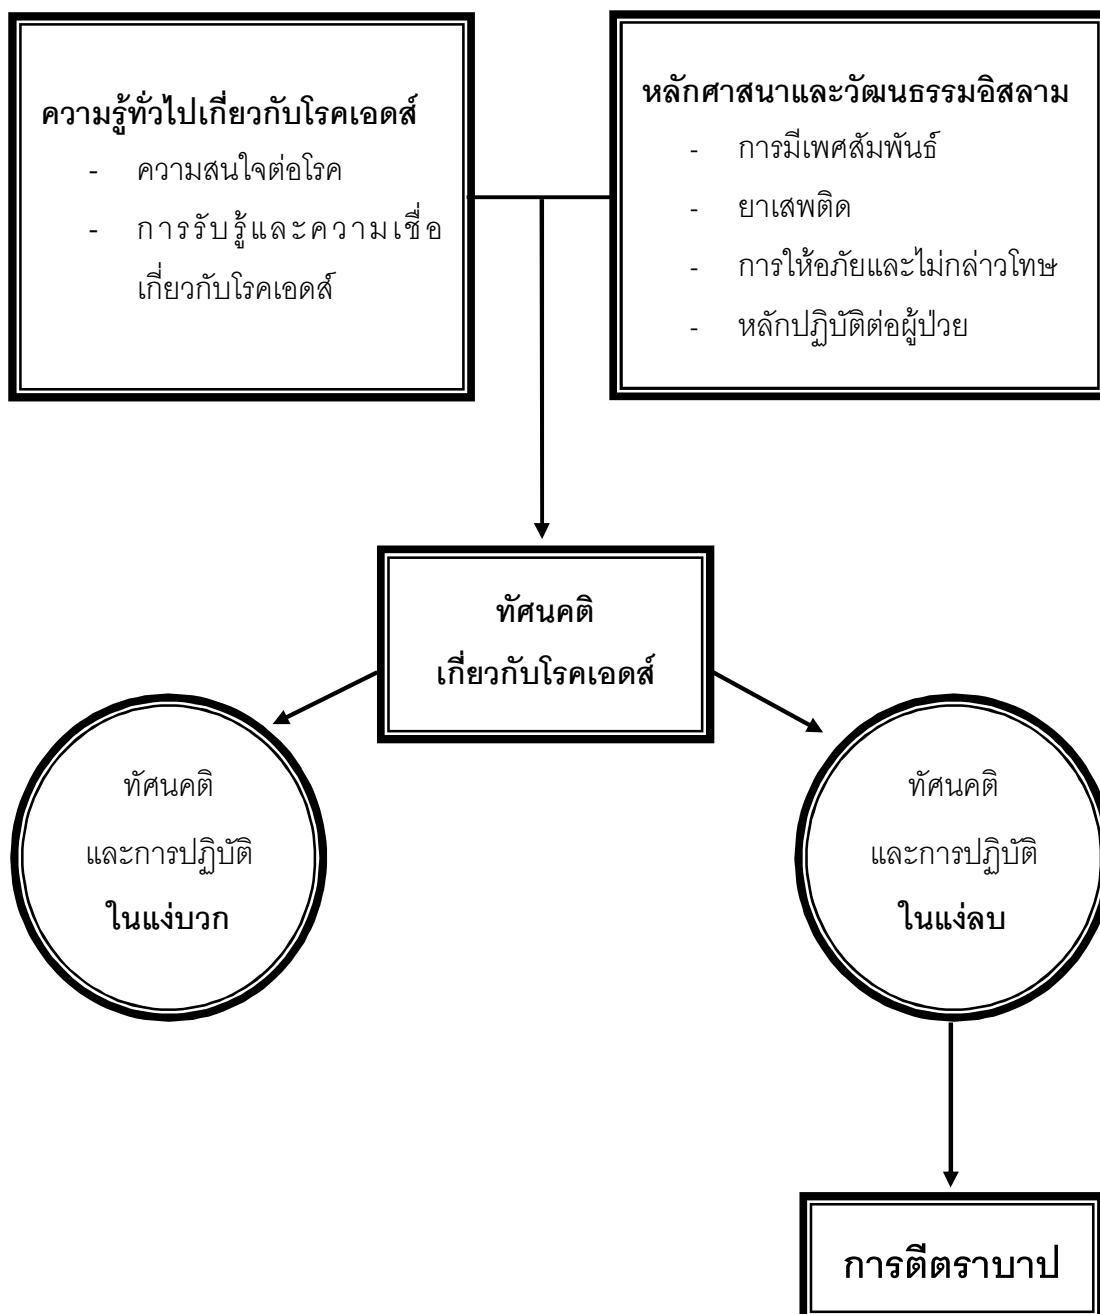 ความรู้ทั่วไปเกี่ยวกับโรคเอดส์
- ความสนใจต่อโรค
- การรับรู้และความเชื่อ
เกี่ยวกับโรคเอดส์
หลักศาสนาและวัฒนธรรมอิสลาม
- การมีเพศสัมพันธ์
- ยาเสพติด
- การให้อภัยและไม่กล่าวโทษ
- หลักปฏิบัติต่อผู้ป่วย
ทัศนคติ
เกี่ยวกับโรคเอดส์
ทัศนคติ
และการปฏิบัติ
ในแง่บวก
ทัศนคติ
และการปฏิบัติ
ในแง่ลบ
การตีตราบาป